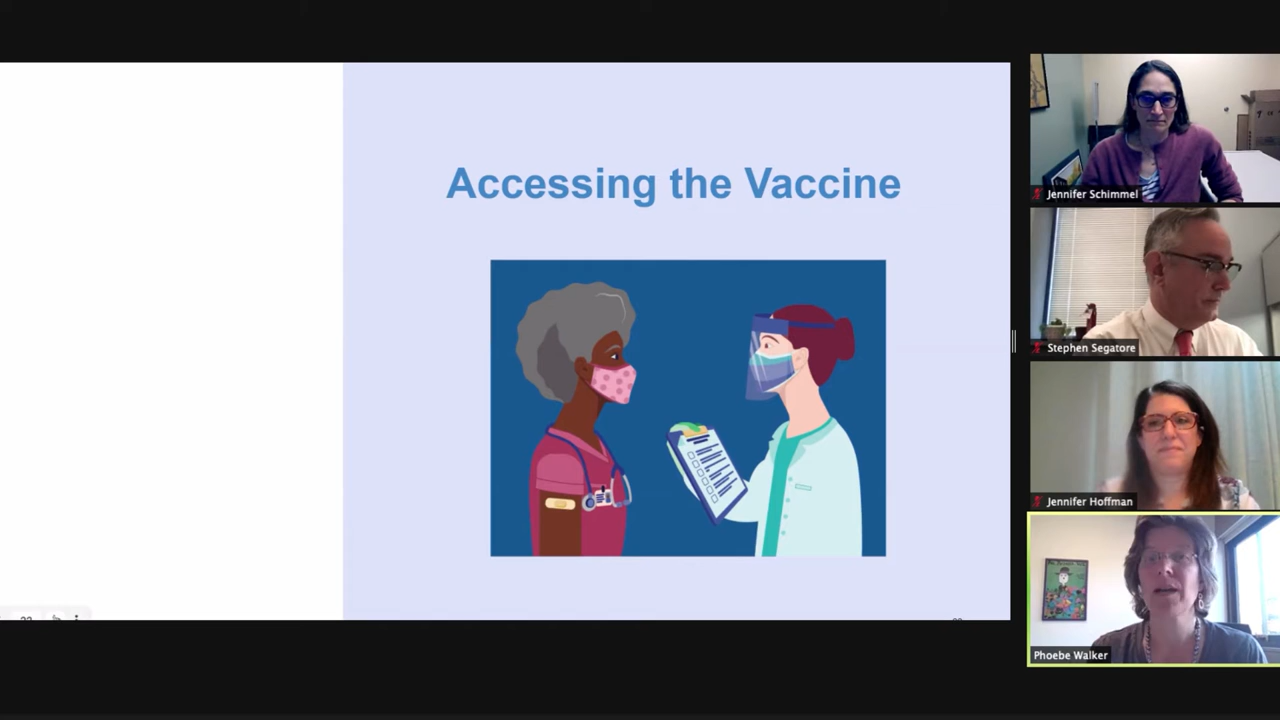 Accessing the Vaccine
Jennifer Schimmel
Stephen Segatore
Jennifer Hoffman
Phoebe Walker